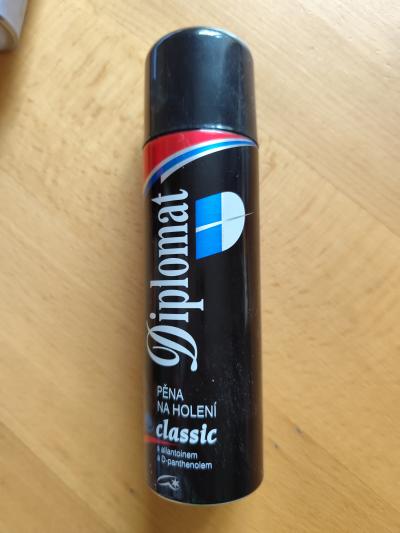 Diplomat
PĚNA
NA HOLENÍ
classic
s allantoinem
a D-panthenolem